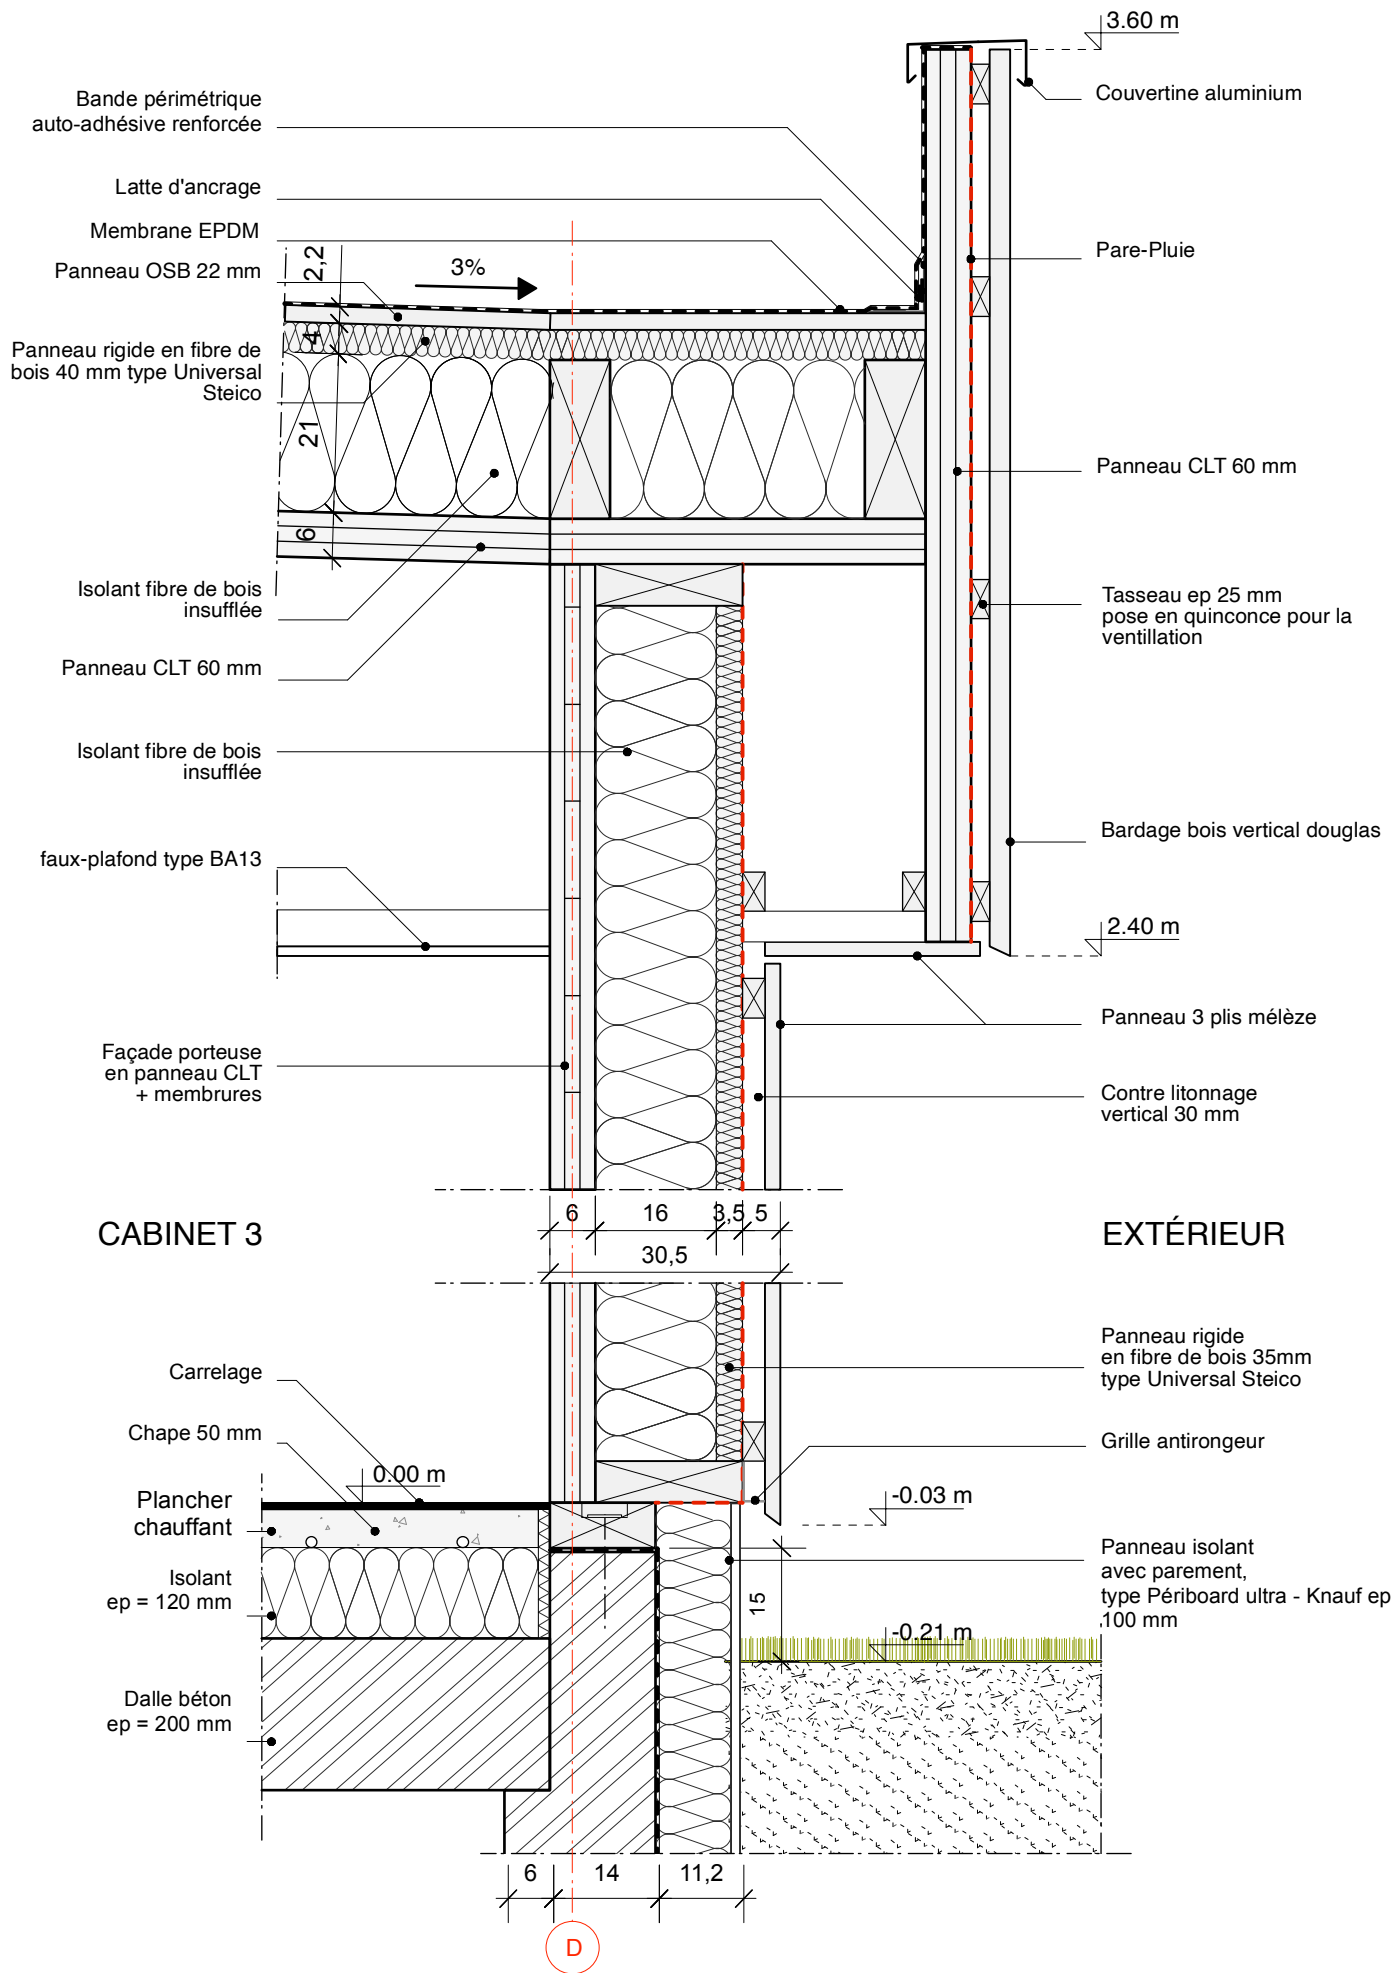 3.60 m
Couvertine aluminium
Bande périmétrique
auto-adhésive renforcée
Latte d'ancrage
Membrane EPDM
Panneau OSB 22 mm
2,2
3%
Pare-Pluie
Panneau rigide en fibre de
bois 40 mm type Universal
Steico
4
21
6
Panneau CLT 60 mm
Isolant fibre de bois
insufflée
Tasseau ep 25 mm
pose en quinconce pour la
ventillation
Panneau CLT 60 mm
Isolant fibre de bois
insufflée
Bardage bois vertical douglas
faux-plafond type BA13
2.40 m
Panneau 3 plis mélèze
Façade porteuse
en panneau CLT
+ membrures
Contre litonnage
vertical 30 mm
6
16
3,5
5
CABINET 3
EXTÉRIEUR
30,5
Panneau rigide
en fibre de bois 35mm
type Universal Steico
Carrelage
Chape 50 mm
Grille antirongeur
0.00 m
-0.03 m
Plancher
chauffant
Isolant
ep = 120 mm
Panneau isolant
avec parement,
type Périboard ultra - Knauf ep
100 mm
15
-0.21 m
Dalle béton
ep = 200 mm
6
14
11,2
D